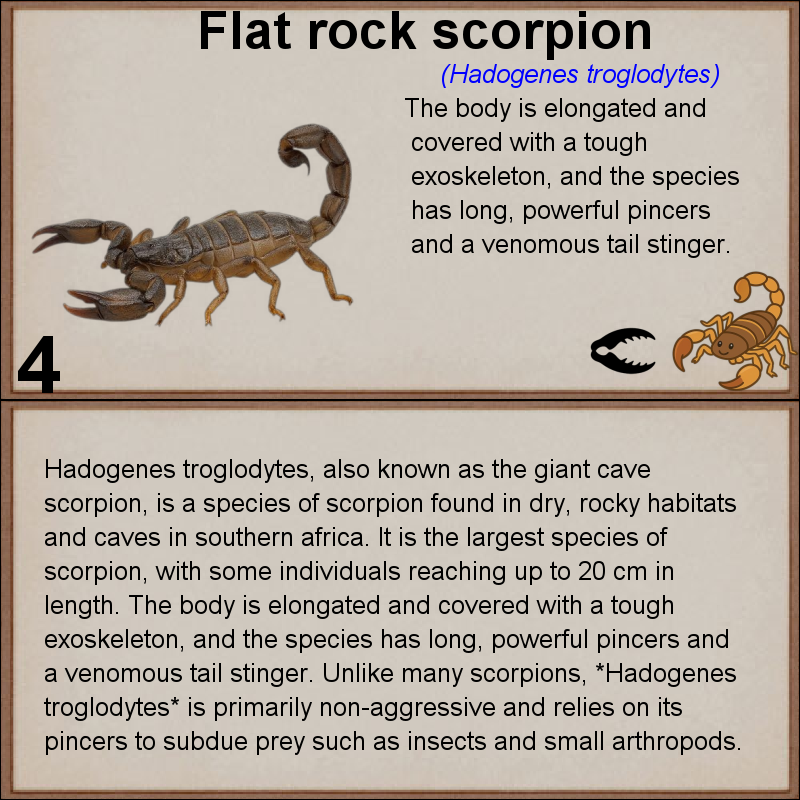 Flat rock scorpion
(Hadogenes troglodytes)
The body is elongated and
covered with a tough
exoskeleton, and the species
has long, powerful pincers
and a venomous tail stinger.
4
Hadogenes troglodytes, also known as the giant cave
scorpion, is a species of scorpion found in dry, rocky habitats
and caves in southern africa. It is the largest species of
scorpion, with some individuals reaching up to 20 cm in
length. The body is elongated and covered with a tough
exoskeleton, and the species has long, powerful pincers and
a venomous tail stinger. Unlike many scorpions, *Hadogenes
troglodytes* is primarily non-aggressive and relies on its
pincers to subdue prey such as insects and small arthropods.